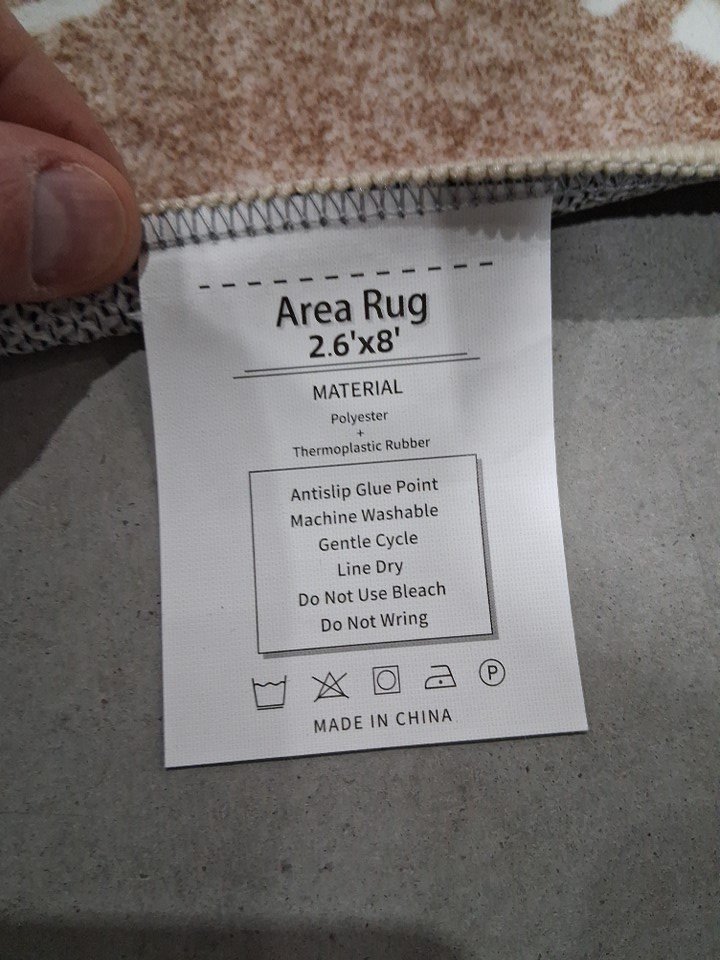 Area Rug
2.6'x8'
MATERIAL
Polyester
+
Thermoplastic Rubber
Antislip Glue Point
Machine Washable
Gentle Cycle
Line Dry
Do Not Use Bleach
Do Not Wring
P
MADE IN CHINA